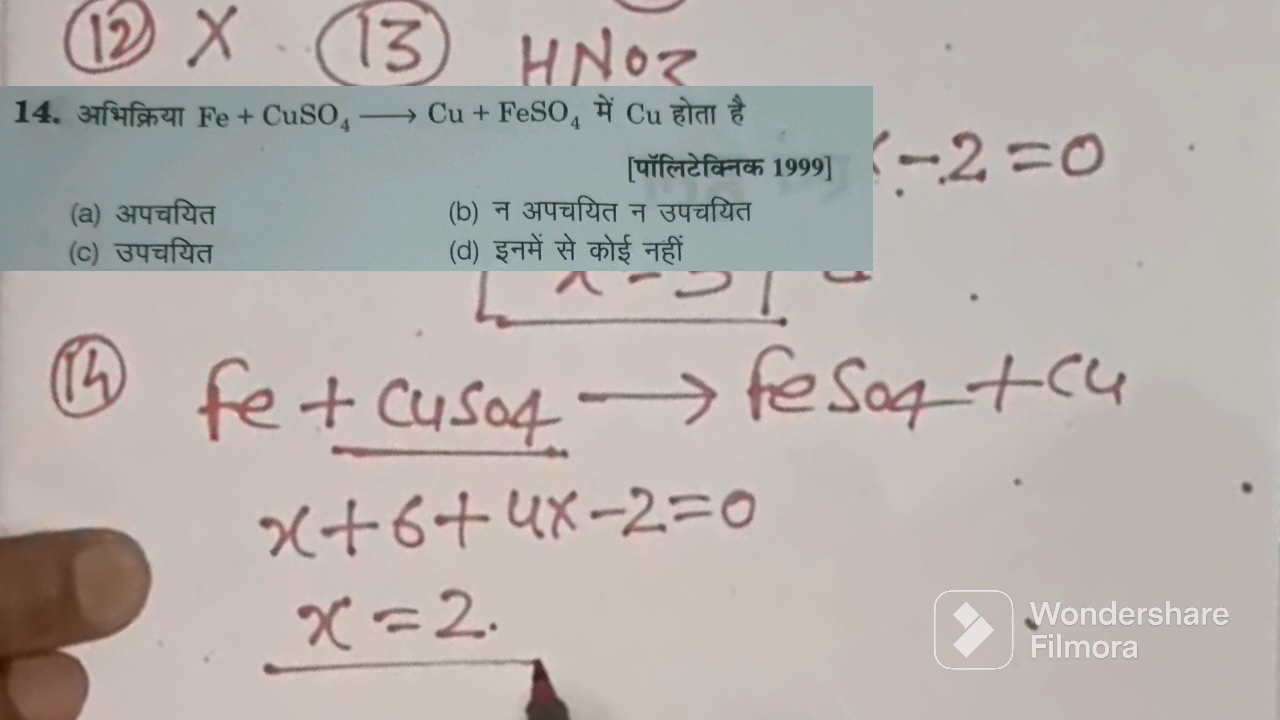 12 X 13 HNO3
14. अभिक्रिया Fe + CuSO₄ ⟶ Cu + FeSO₄ में Cu होता है
[पॉलिटेक्निक 1999]
-2=0
(a) अपचयित (b) न अपचयित न उपचयित
(c) उपचयित (d) इनमें से कोई नहीं
14 Fe + CuSO4 ⟶ FeSO4 + Cu
x+6+4x-2=0
x = 2.
Wondershare
Filmora